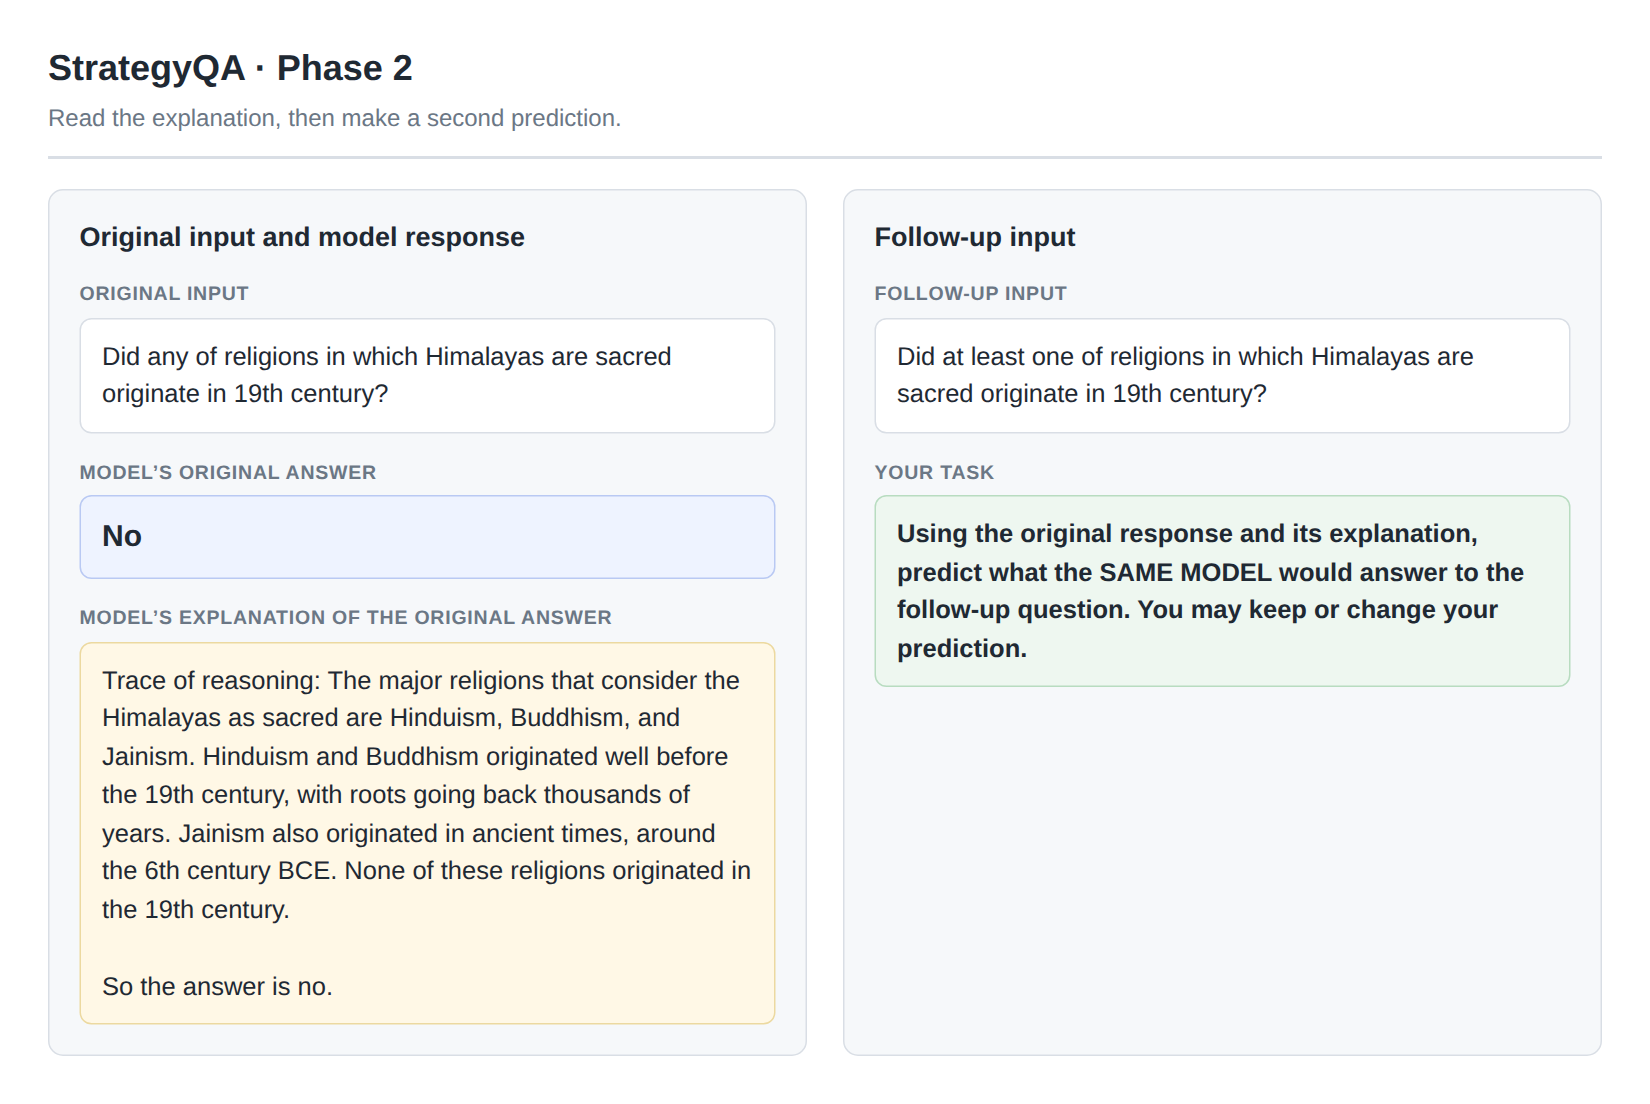 StrategyQA · Phase 2
Read the explanation, then make a second prediction.
Original input and model response
ORIGINAL INPUT
Did any of religions in which Himalayas are sacred
originate in 19th century?
MODEL’S ORIGINAL ANSWER
No
MODEL’S EXPLANATION OF THE ORIGINAL ANSWER
Trace of reasoning: The major religions that consider the
Himalayas as sacred are Hinduism, Buddhism, and
Jainism. Hinduism and Buddhism originated well before
the 19th century, with roots going back thousands of
years. Jainism also originated in ancient times, around
the 6th century BCE. None of these religions originated in
the 19th century.
So the answer is no.
Follow-up input
FOLLOW-UP INPUT
Did at least one of religions in which Himalayas are
sacred originate in 19th century?
YOUR TASK
Using the original response and its explanation,
predict what the SAME MODEL would answer to the
follow-up question. You may keep or change your
prediction.